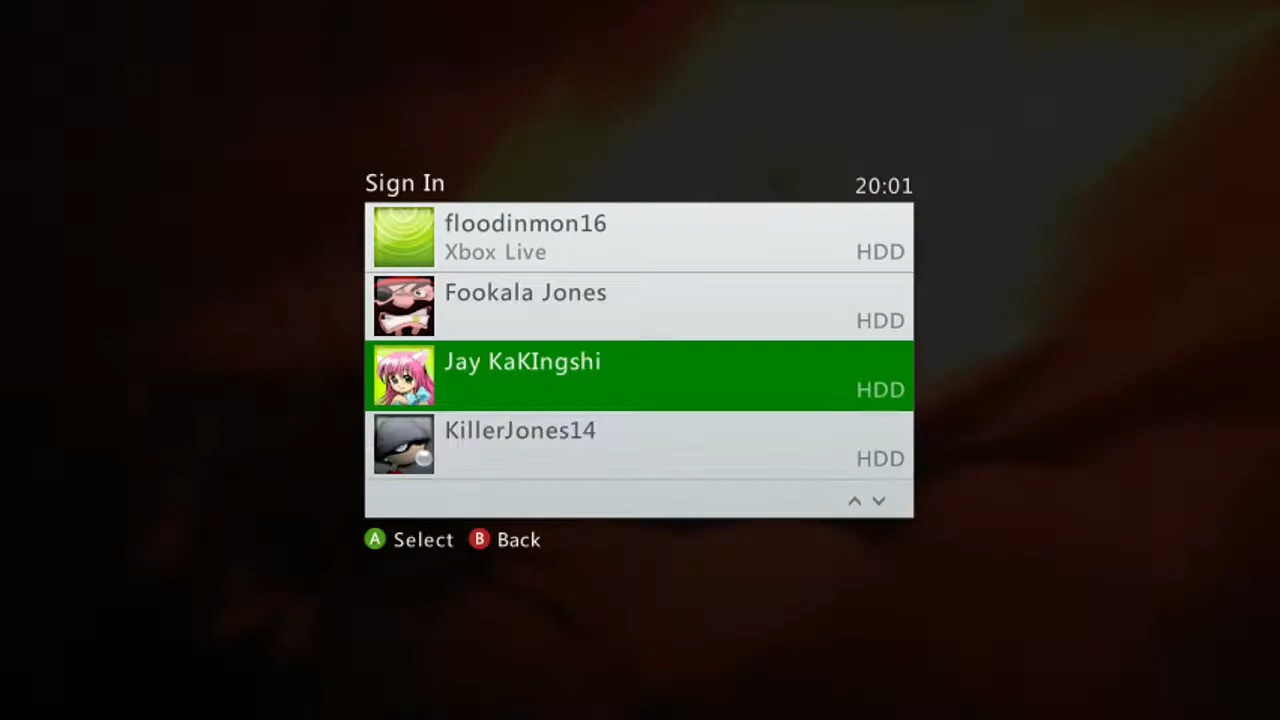 Sign In 20:01
floodinmon16
Xbox Live HDD
Fookala Jones
HDD
Jay KaKIngshi
HDD
KillerJones14
HDD
A Select B Back